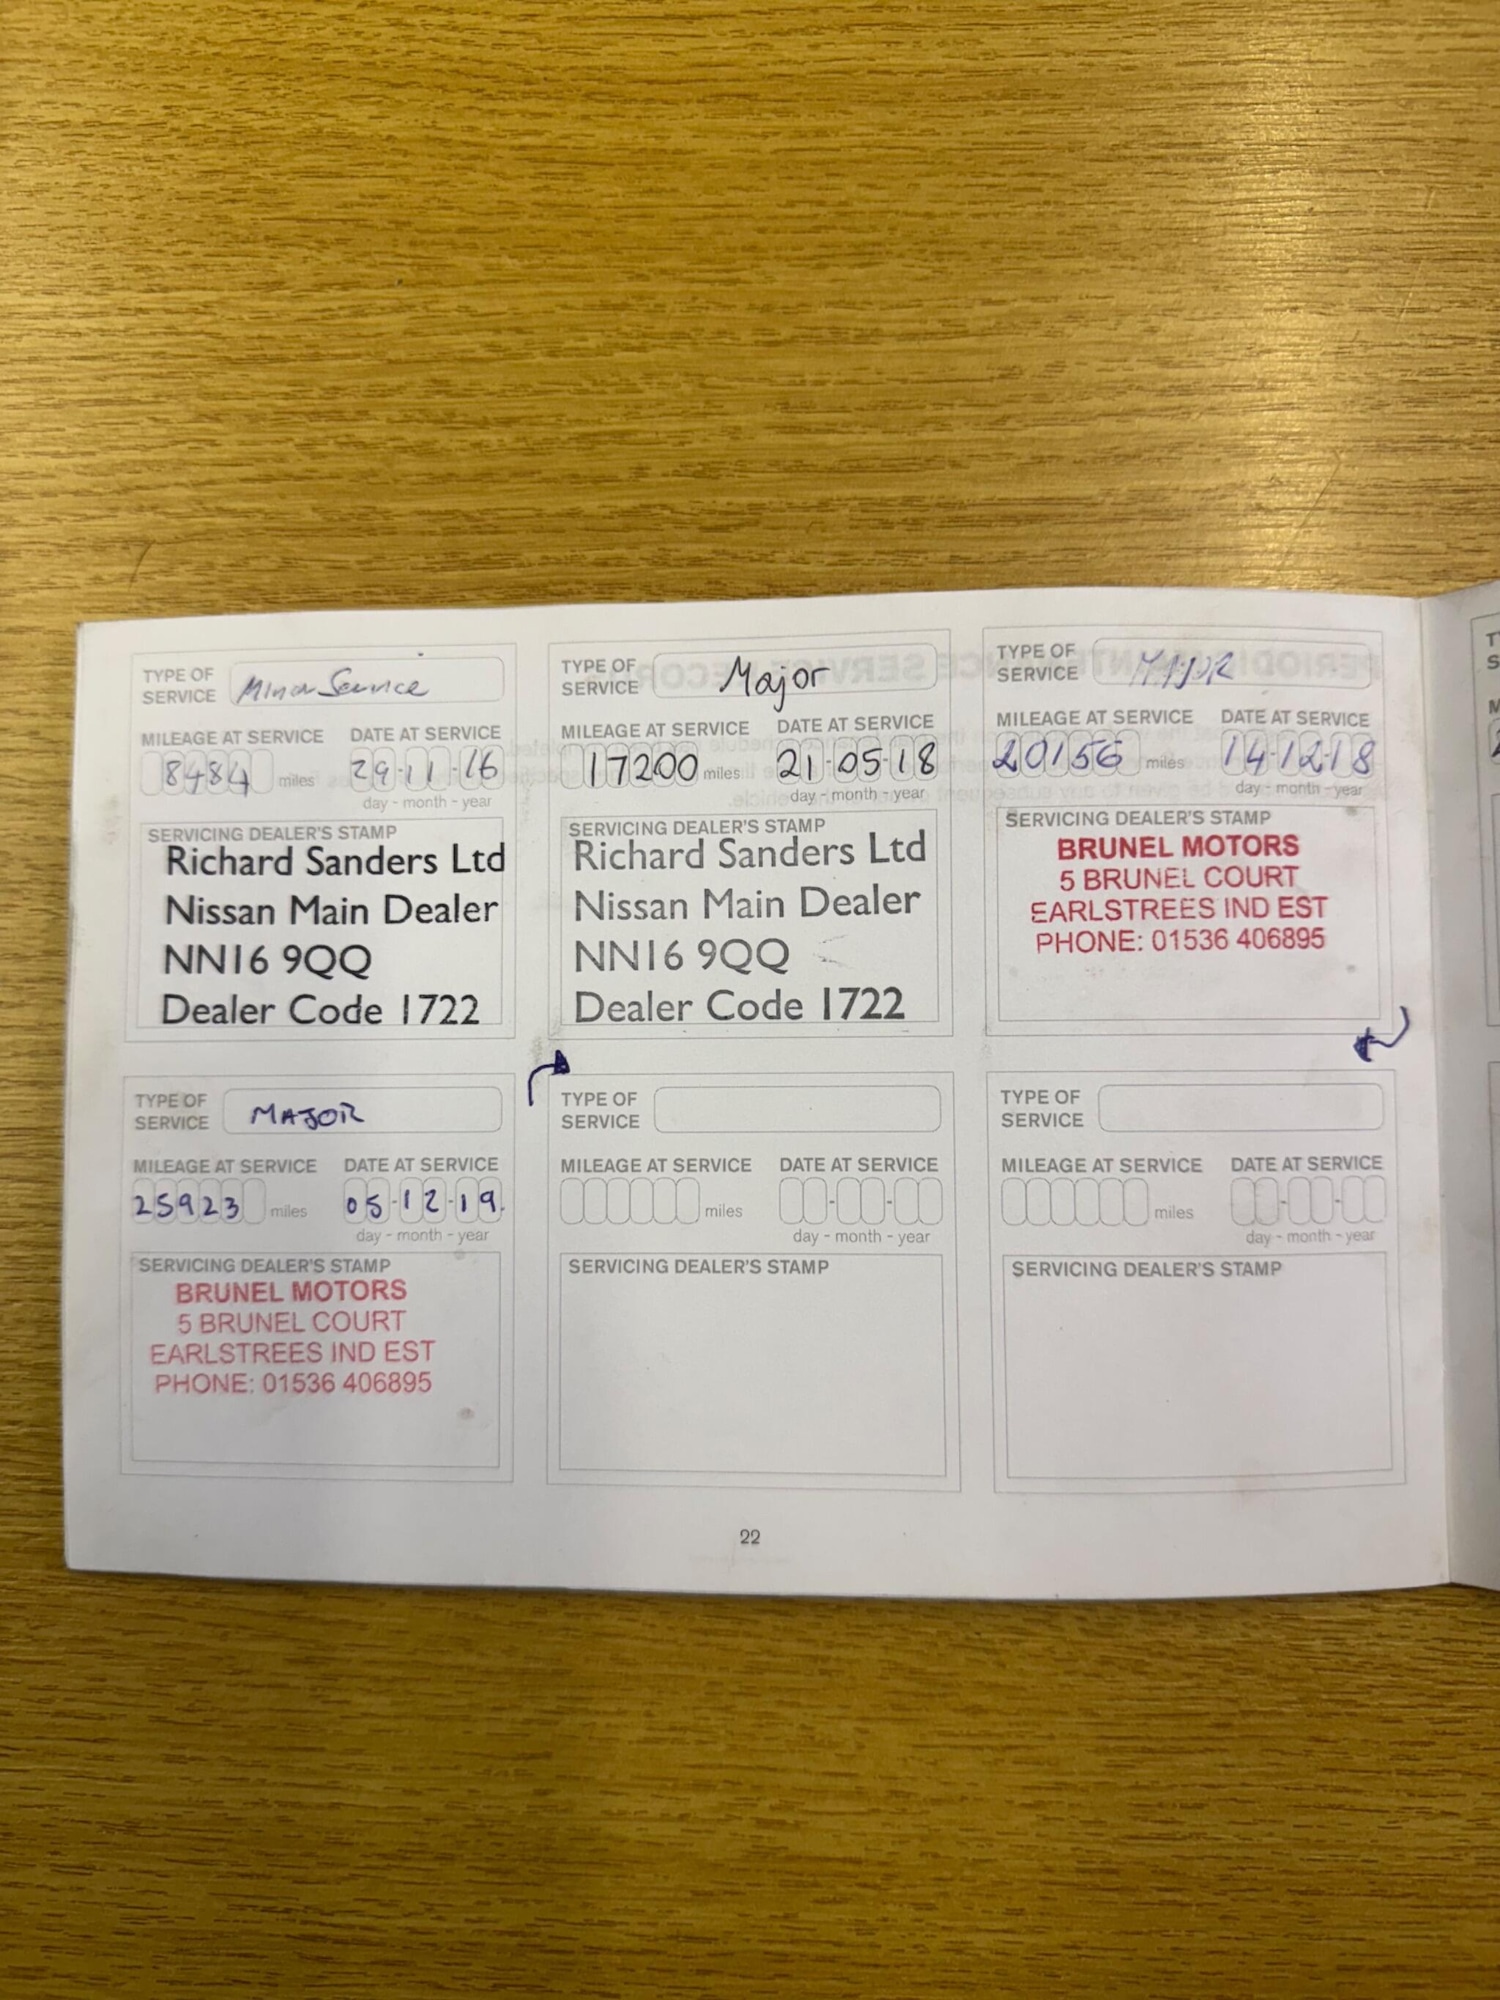 TYPE OF SERVICE Minor Service
MILEAGE AT SERVICE DATE AT SERVICE
8484 miles 29-11-16
day - month - year
SERVICING DEALER'S STAMP
Richard Sanders Ltd
Nissan Main Dealer
NN16 9QQ
Dealer Code 1722
TYPE OF SERVICE Major
MILEAGE AT SERVICE DATE AT SERVICE
17200 miles 21-05-18
day - month - year
SERVICING DEALER'S STAMP
Richard Sanders Ltd
Nissan Main Dealer
NN16 9QQ
Dealer Code 1722
TYPE OF SERVICE MAJOR
MILEAGE AT SERVICE DATE AT SERVICE
20156 miles 14-12-18
day - month - year
SERVICING DEALER'S STAMP
BRUNEL MOTORS
5 BRUNEL COURT
EARLSTREES IND EST
PHONE: 01536 406895
TYPE OF SERVICE MAJOR
MILEAGE AT SERVICE DATE AT SERVICE
25923 miles 05-12-19
day - month - year
SERVICING DEALER'S STAMP
BRUNEL MOTORS
5 BRUNEL COURT
EARLSTREES IND EST
PHONE: 01536 406895
TYPE OF SERVICE
MILEAGE AT SERVICE DATE AT SERVICE
miles - -
day - month - year
SERVICING DEALER'S STAMP
TYPE OF SERVICE
MILEAGE AT SERVICE DATE AT SERVICE
miles - -
day - month - year
SERVICING DEALER'S STAMP
22